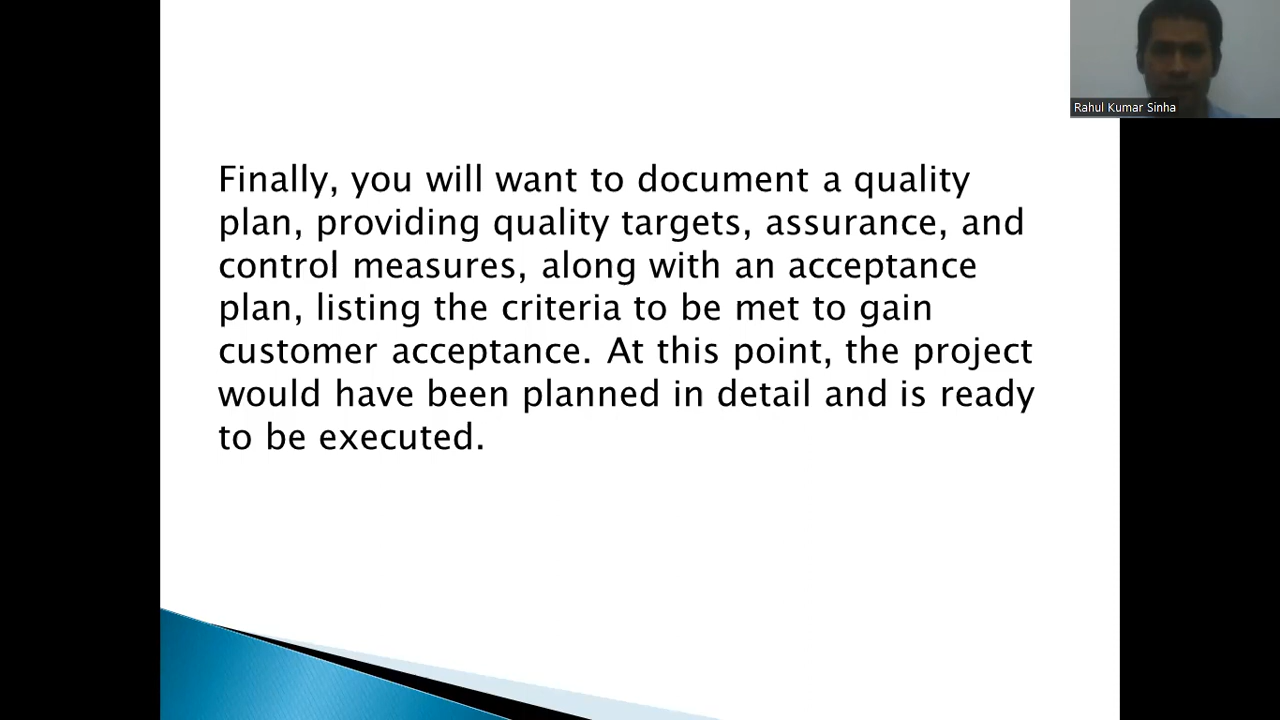 Rahul Kumar Sinha
Finally, you will want to document a quality
plan, providing quality targets, assurance, and
control measures, along with an acceptance
plan, listing the criteria to be met to gain
customer acceptance. At this point, the project
would have been planned in detail and is ready
to be executed.